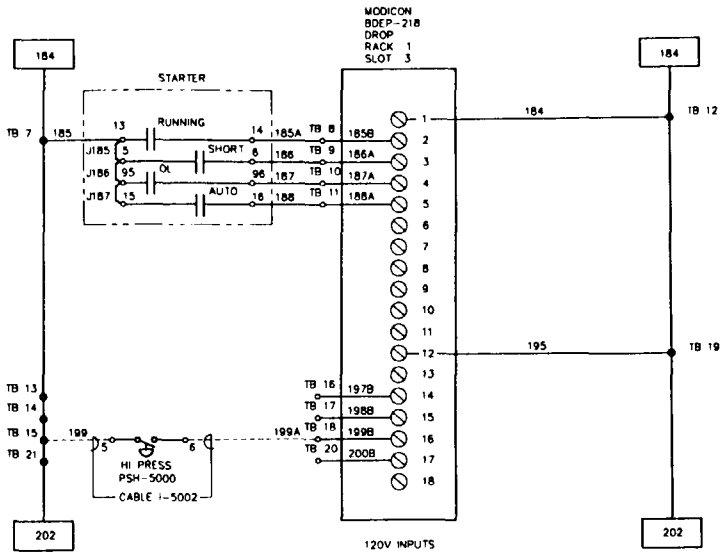 MODICON
BDEP-218
DROP
RACK 1
SLOT 3
184
184
STARTER
1
184
TB 12
TB 7
185
13
RUNNING
14
185A
TB 8
185B
2
J185
5
SHORT
6
186
TB 9
186A
3
J186
95
OL
96
187
TB 10
187A
4
J187
15
AUTO
16
188
TB 11
188A
5
6
7
8
9
10
11
12
195
TB 19
13
TB 13
TB 16
197B
14
TB 14
TB 17
198B
15
TB 15
199
5
6
199A
TB 18
199B
16
TB 21
TB 20
200B
17
HI PRESS
PSH-5000
CABLE I-5002
18
202
202
120V INPUTS